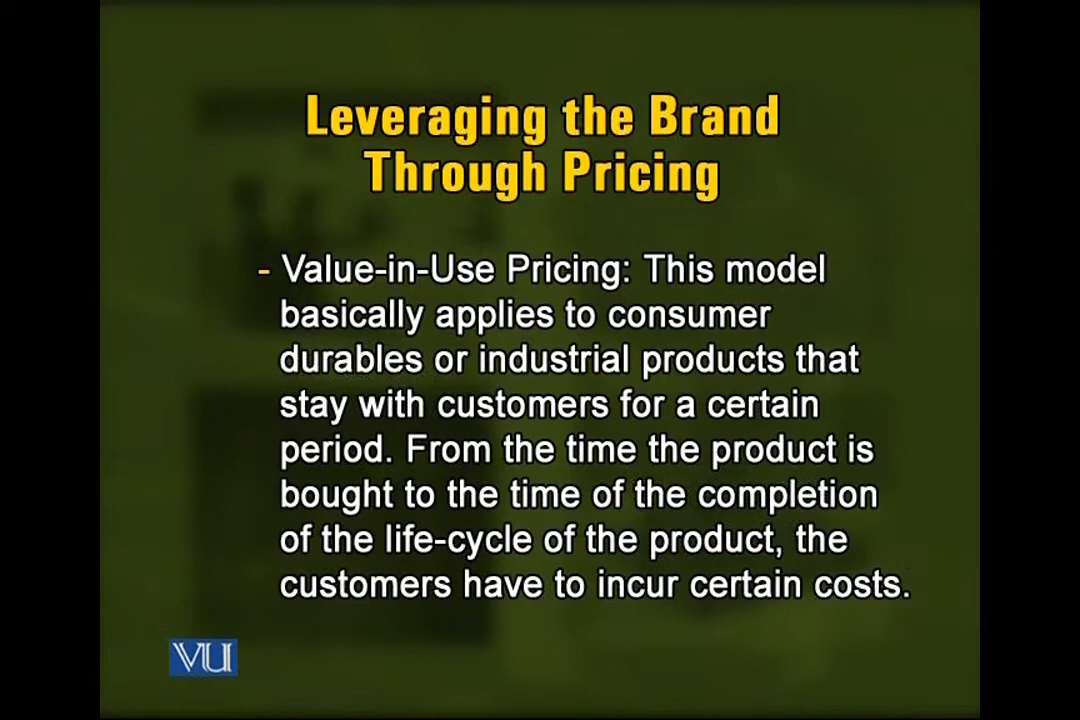 Leveraging the Brand
Through Pricing
- Value-in-Use Pricing: This model
basically applies to consumer
durables or industrial products that
stay with customers for a certain
period. From the time the product is
bought to the time of the completion
of the life-cycle of the product, the
customers have to incur certain costs.
VU